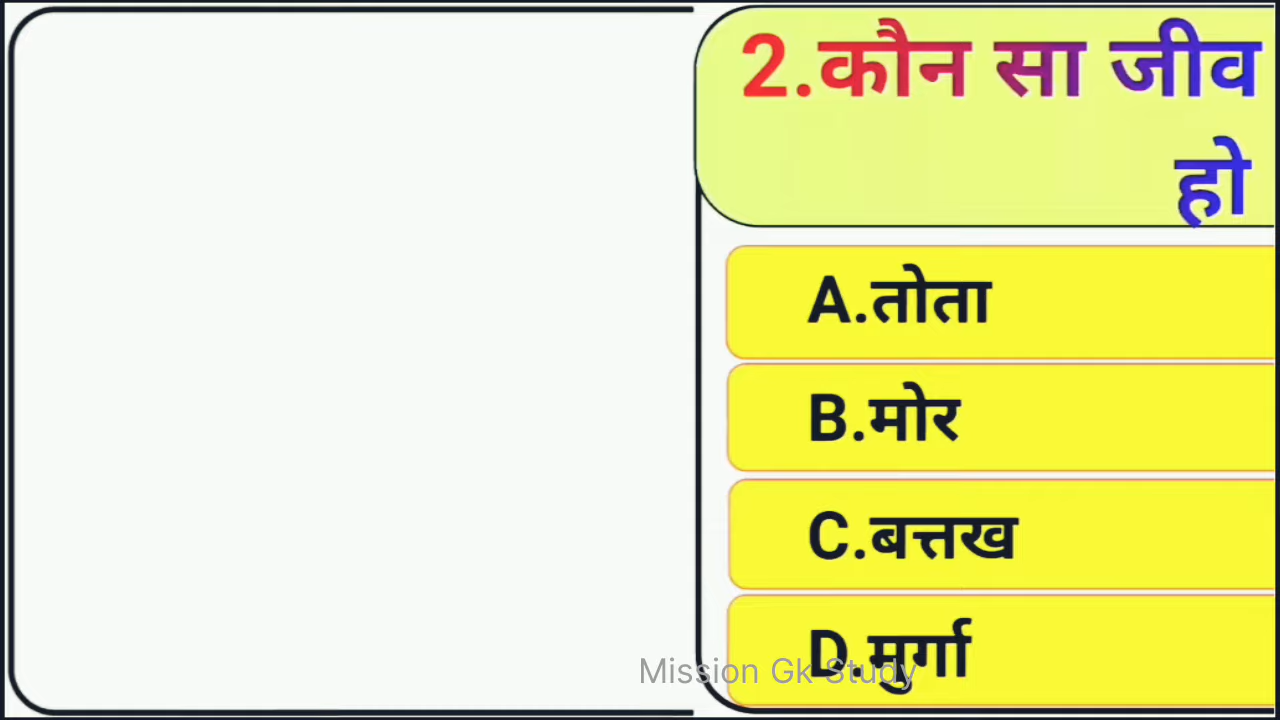 2.कौन सा जीव
हो
A.तोता
B.मोर
C.बत्तख
D.मुर्गा
Mission Gk Study